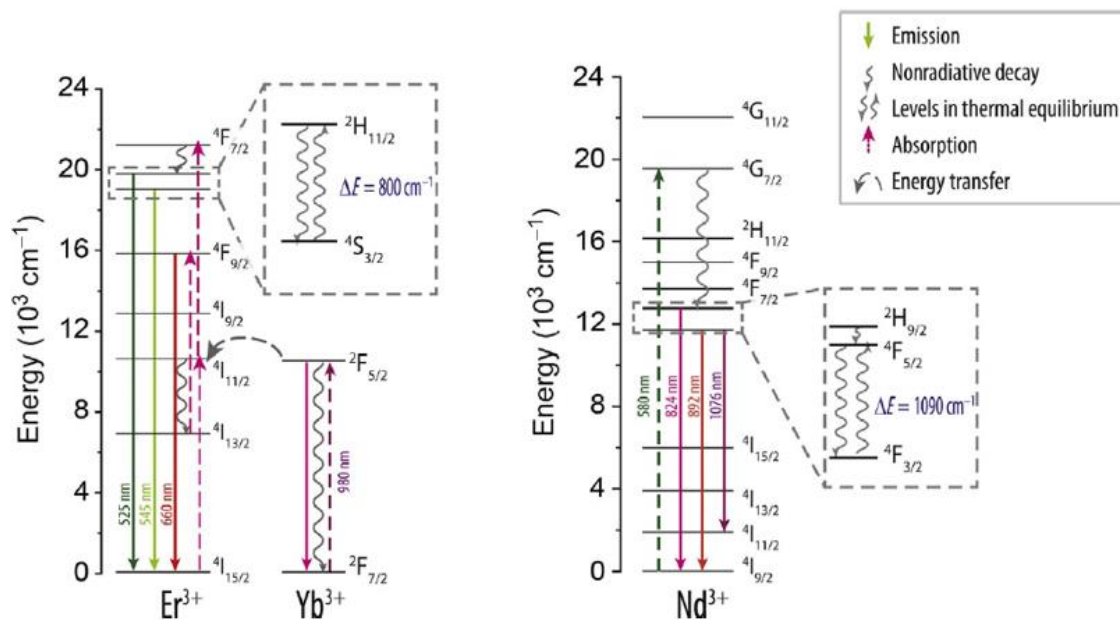 Emission
Nonradiative decay
Levels in thermal equilibrium
Absorption
Energy transfer
Energy (10³ cm⁻¹)
24
20
16
12
8
4
0
⁴F₇/₂
⁴F₉/₂
⁴I₉/₂
⁴I₁₁/₂
⁴I₁₃/₂
⁴I₁₅/₂
525 nm
545 nm
660 nm
Er³⁺
²H₁₁/₂
ΔE = 800 cm⁻¹
⁴S₃/₂
²F₅/₂
980 nm
²F₇/₂
Yb³⁺
Energy (10³ cm⁻¹)
24
20
16
12
8
4
0
⁴G₁₁/₂
⁴G₇/₂
²H₁₁/₂
⁴F₉/₂
⁴F₇/₂
⁴I₁₅/₂
⁴I₁₃/₂
⁴I₁₁/₂
⁴I₉/₂
580 nm
824 nm
892 nm
1076 nm
Nd³⁺
²H₉/₂
⁴F₅/₂
ΔE = 1090 cm⁻¹
⁴F₃/₂